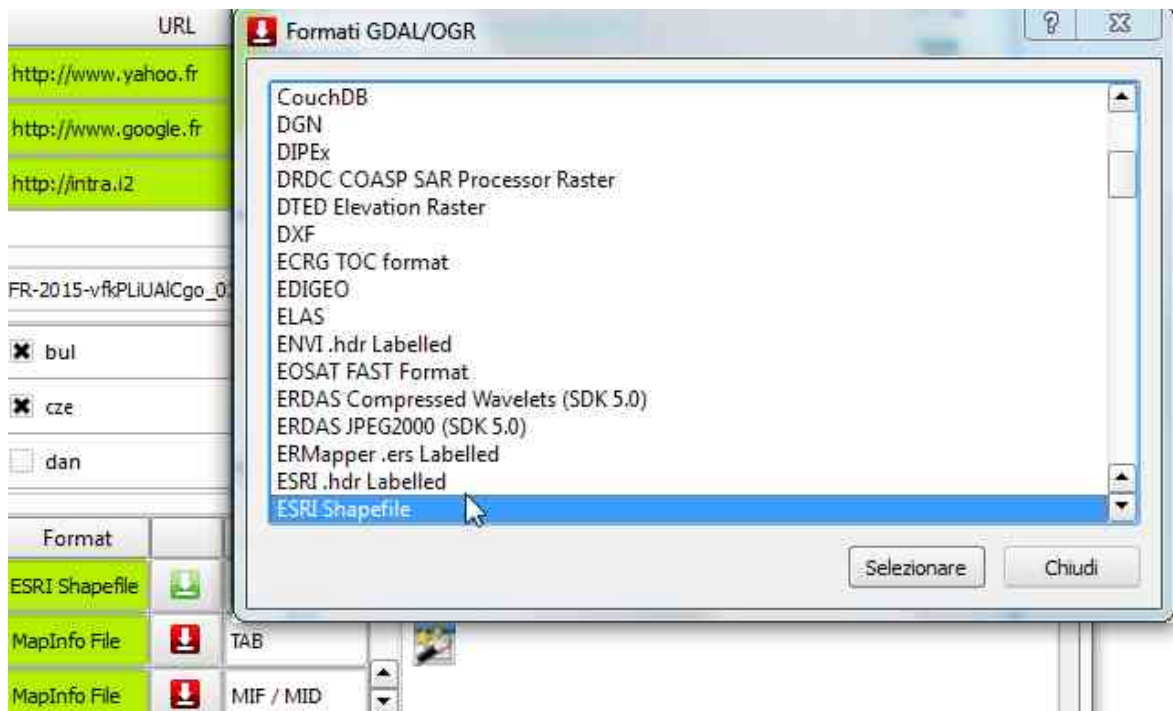 URL
http://www.yahoo.fr
http://www.google.fr
http://intra.i2
bul
cze
dan
Format
ESRI Shapefile
MapInfo File
TAB
MapInfo File
MIF / MID
Formati GDAL/OGR
CouchDB
DGN
DIPEx
DRDC COASP SAR Processor Raster
DTED Elevation Raster
DXF
ECRG TOC format
EDIGEO
ELAS
ENVI .hdr Labelled
EOSAT FAST Format
ERDAS Compressed Wavelets (SDK 5.0)
ERDAS JPEG2000 (SDK 5.0)
ERMapper .ers Labelled
ESRI .hdr Labelled
ESRI Shapefile
Selezionare
Chiudi